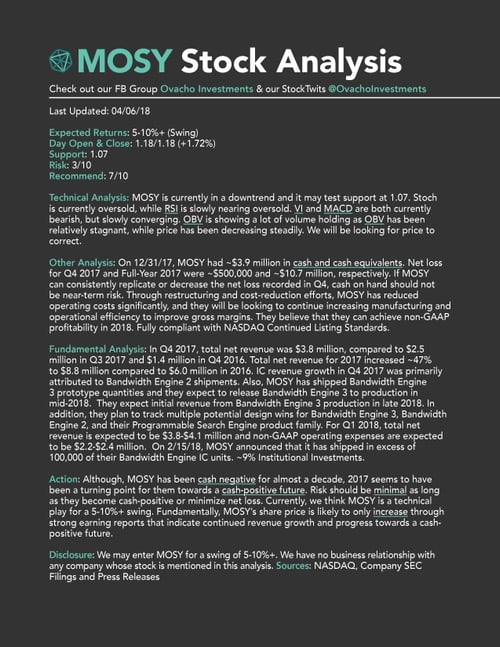 MOSY Stock Analysis
Check out our FB Group Ovacho Investments & our StockTwits @OvachoInvestments
Last Updated: 04/06/18
Expected Returns: 5-10%+ (Swing)
Day Open & Close: 1.18/1.18 (+1.72%)
Support: 1.07
Risk: 3/10
Recommend: 7/10
Technical Analysis: MOSY is currently in a downtrend and it may test support at 1.07. Stoch
is currently oversold, while RSI is slowly nearing oversold. VI and MACD are both currently
bearish, but slowly converging. OBV is showing a lot of volume holding as OBV has been
relatively stagnant, while price has been decreasing steadily. We will be looking for price to
correct.
Other Analysis: On 12/31/17, MOSY had ~$3.9 million in cash and cash equivalents. Net loss
for Q4 2017 and Full-Year 2017 were ~$500,000 and ~$10.7 million, respectively. If MOSY
can consistently replicate or decrease the net loss recorded in Q4, cash on hand should not
be near-term risk. Through restructuring and cost-reduction efforts, MOSY has reduced
operating costs significantly, and they will be looking to continue increasing manufacturing and
operational efficiency to improve gross margins. They believe that they can achieve non-GAAP
profitability in 2018. Fully compliant with NASDAQ Continued Listing Standards.
Fundamental Analysis: In Q4 2017, total net revenue was $3.8 million, compared to $2.5
million in Q3 2017 and $1.4 million in Q4 2016. Total net revenue for 2017 increased ~47%
to $8.8 million compared to $6.0 million in 2016. IC revenue growth in Q4 2017 was primarily
attributed to Bandwidth Engine 2 shipments. Also, MOSY has shipped Bandwidth Engine
3 prototype quantities and they expect to release Bandwidth Engine 3 to production in
mid-2018. They expect initial revenue from Bandwidth Engine 3 production in late 2018. In
addition, they plan to track multiple potential design wins for Bandwidth Engine 3, Bandwidth
Engine 2, and their Programmable Search Engine product family. For Q1 2018, total net
revenue is expected to be $3.8-$4.1 million and non-GAAP operating expenses are expected
to be $2.2-$2.4 million. On 2/15/18, MOSY announced that it has shipped in excess of
100,000 of their Bandwidth Engine IC units. ~9% Institutional Investments.
Action: Although, MOSY has been cash negative for almost a decade, 2017 seems to have
been a turning point for them towards a cash-positive future. Risk should be minimal as long
as they become cash-positive or minimize net loss. Currently, we think MOSY is a technical
play for a 5-10%+ swing. Fundamentally, MOSY's share price is likely to only increase through
strong earning reports that indicate continued revenue growth and progress towards a cash-
positive future.
Disclosure: We may enter MOSY for a swing of 5-10%+. We have no business relationship with
any company whose stock is mentioned in this analysis. Sources: NASDAQ, Company SEC
Filings and Press Releases